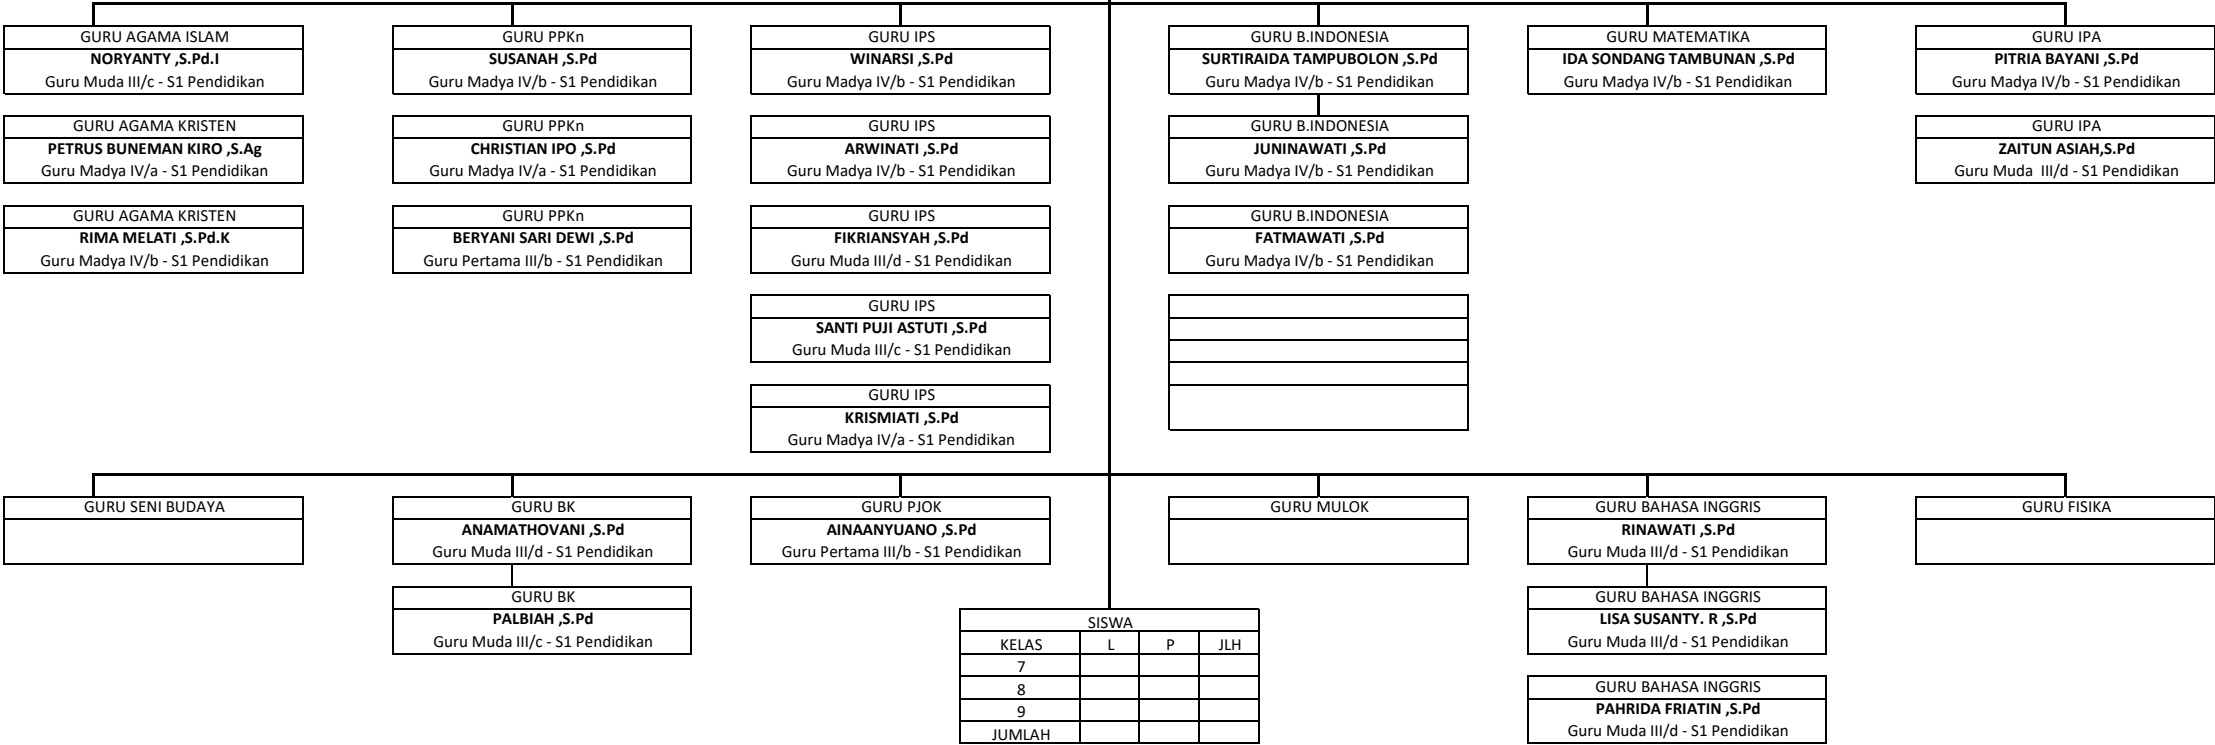 GURU AGAMA ISLAM
NORYANTY ,S.Pd.I
Guru Muda III/c - S1 Pendidikan
GURU PPKn
SUSANAH ,S.Pd
Guru Madya IV/b - S1 Pendidikan
GURU IPS
WINARSI ,S.Pd
Guru Madya IV/b - S1 Pendidikan
GURU B.INDONESIA
SURTIRAIDA TAMPUBOLON ,S.Pd
Guru Madya IV/b - S1 Pendidikan
GURU MATEMATIKA
IDA SONDANG TAMBUNAN ,S.Pd
Guru Madya IV/b - S1 Pendidikan
GURU IPA
PITRIA BAYANI ,S.Pd
Guru Madya IV/b - S1 Pendidikan
GURU AGAMA KRISTEN
PETRUS BUNEMAN KIRO ,S.Ag
Guru Madya IV/a - S1 Pendidikan
GURU PPKn
CHRISTIAN IPO ,S.Pd
Guru Madya IV/a - S1 Pendidikan
GURU IPS
ARWINATI ,S.Pd
Guru Madya IV/b - S1 Pendidikan
GURU B.INDONESIA
JUNINAWATI ,S.Pd
Guru Madya IV/b - S1 Pendidikan
GURU IPA
ZAITUN ASIAH,S.Pd
Guru Muda  III/d - S1 Pendidikan
GURU AGAMA KRISTEN
RIMA MELATI ,S.Pd.K
Guru Madya IV/b - S1 Pendidikan
GURU PPKn
BERYANI SARI DEWI ,S.Pd
Guru Pertama III/b - S1 Pendidikan
GURU IPS
FIKRIANSYAH ,S.Pd
Guru Muda III/d - S1 Pendidikan
GURU B.INDONESIA
FATMAWATI ,S.Pd
Guru Madya IV/b - S1 Pendidikan
GURU IPS
SANTI PUJI ASTUTI ,S.Pd
Guru Muda III/c - S1 Pendidikan
GURU IPS
KRISMIATI ,S.Pd
Guru Madya IV/a - S1 Pendidikan
GURU SENI BUDAYA
GURU BK
ANAMATHOVANI ,S.Pd
Guru Muda III/d - S1 Pendidikan
GURU PJOK
AINAANYUANO ,S.Pd
Guru Pertama III/b - S1 Pendidikan
GURU MULOK
GURU BAHASA INGGRIS
RINAWATI ,S.Pd
Guru Muda III/d - S1 Pendidikan
GURU FISIKA
GURU BK
PALBIAH ,S.Pd
Guru Muda III/c - S1 Pendidikan
GURU BAHASA INGGRIS
LISA SUSANTY. R ,S.Pd
Guru Muda III/d - S1 Pendidikan
SISWA
KELAS L P JLH
7
8
9
JUMLAH
GURU BAHASA INGGRIS
PAHRIDA FRIATIN ,S.Pd
Guru Muda III/d - S1 Pendidikan